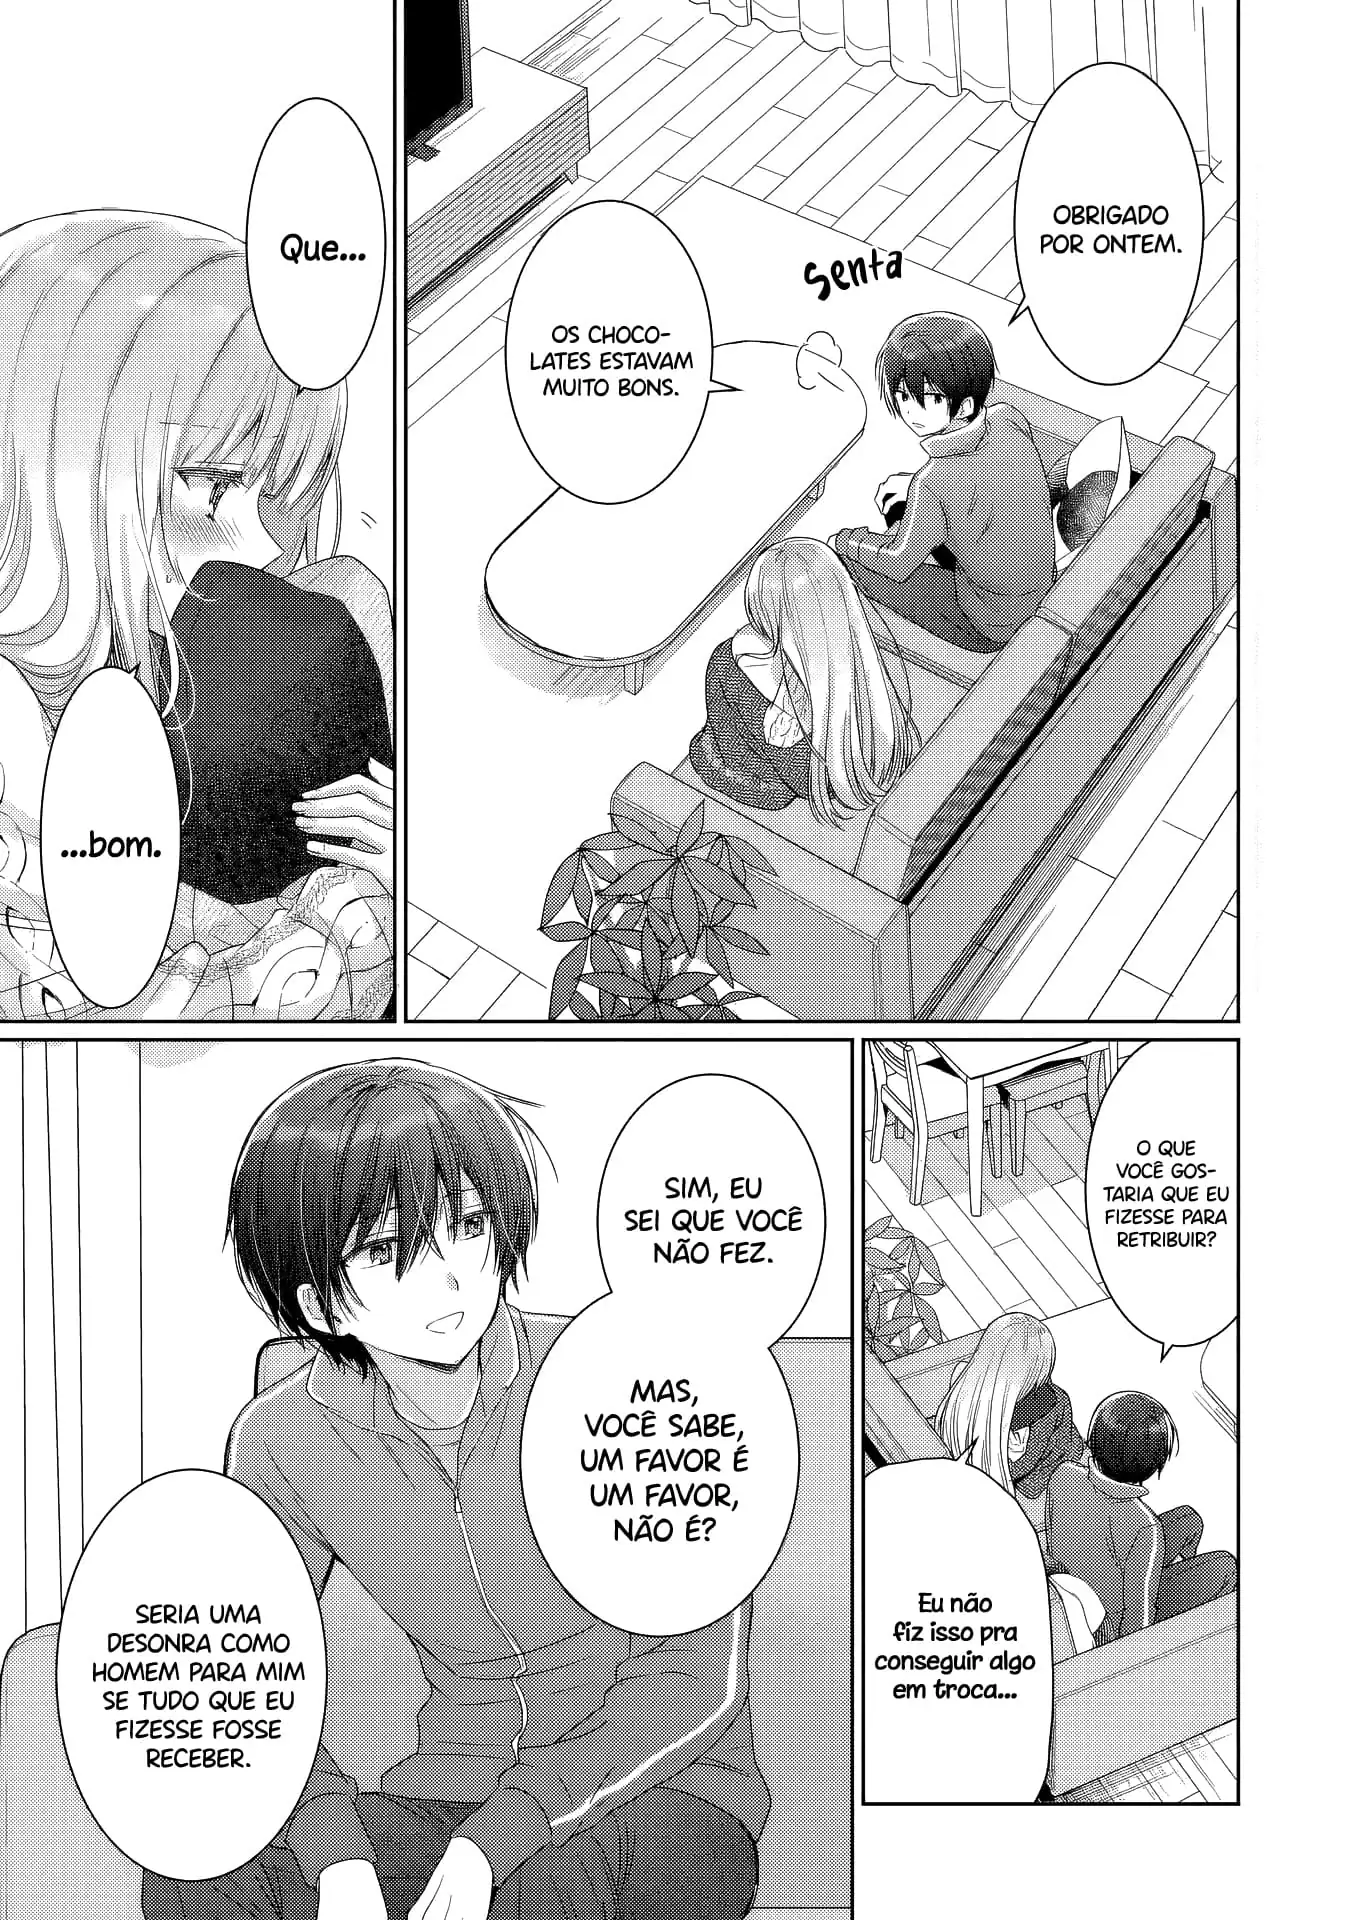 OBRIGADO
POR ONTEM.
Senta
OS CHOCO-
LATES ESTAVAM
MUITO BONS.
Que...
...bom.
O QUE
VOCÊ GOS-
TARIA QUE EU
FIZESSE PARA
RETRIBUIR?
Eu não
fiz isso pra
conseguir algo
em troca...
SIM, EU
SEI QUE VOCÊ
NÃO FEZ.
MAS,
VOCÊ SABE,
UM FAVOR É
UM FAVOR,
NÃO É?
SERIA UMA
DESONRA COMO
HOMEM PARA MIM
SE TUDO QUE EU
FIZESSE FOSSE
RECEBER.